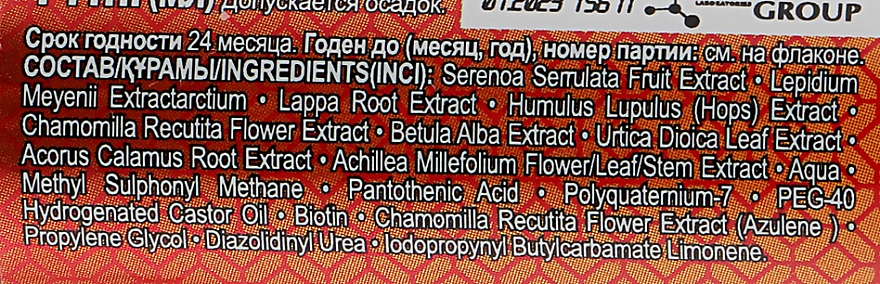 допускается осадок.
01.2025 1561
LABORATORIES GROUP
Срок годности 24 месяца. Годен до (месяц, год), номер партии: см. на флаконе.
СОСТАВ/ҚҰРАМЫ/INGREDIENTS(INCI): Serenoa Serrulata Fruit Extract • Lepidium
Meyenii Extractarctium • Lappa Root Extract • Humulus Lupulus (Hops) Extract •
Chamomilla Recutita Flower Extract • Betula Alba Extract • Urtica Dioica Leaf Extract •
Acorus Calamus Root Extract • Achillea Millefolium Flower/Leaf/Stem Extract • Aqua •
Methyl Sulphonyl Methane • Pantothenic Acid • Polyquaternium-7 • PEG-40
Hydrogenated Castor Oil • Biotin • Chamomilla Recutita Flower Extract (Azulene ) •
Propylene Glycol • Diazolidinyl Urea • Iodopropynyl Butylcarbamate Limonene.